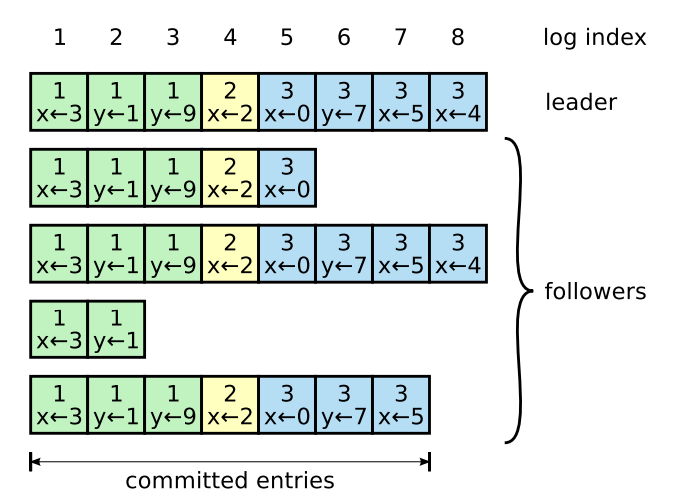 1 2 3 4 5 6 7 8 log index
1 1 1 2 3 3 3 3
x←3 y←1 y←9 x←2 x←0 y←7 x←5 x←4
leader
1 1 1 2 3
x←3 y←1 y←9 x←2 x←0
1 1 1 2 3 3 3 3
x←3 y←1 y←9 x←2 x←0 y←7 x←5 x←4
followers
1 1
x←3 y←1
1 1 1 2 3 3 3
x←3 y←1 y←9 x←2 x←0 y←7 x←5
committed entries